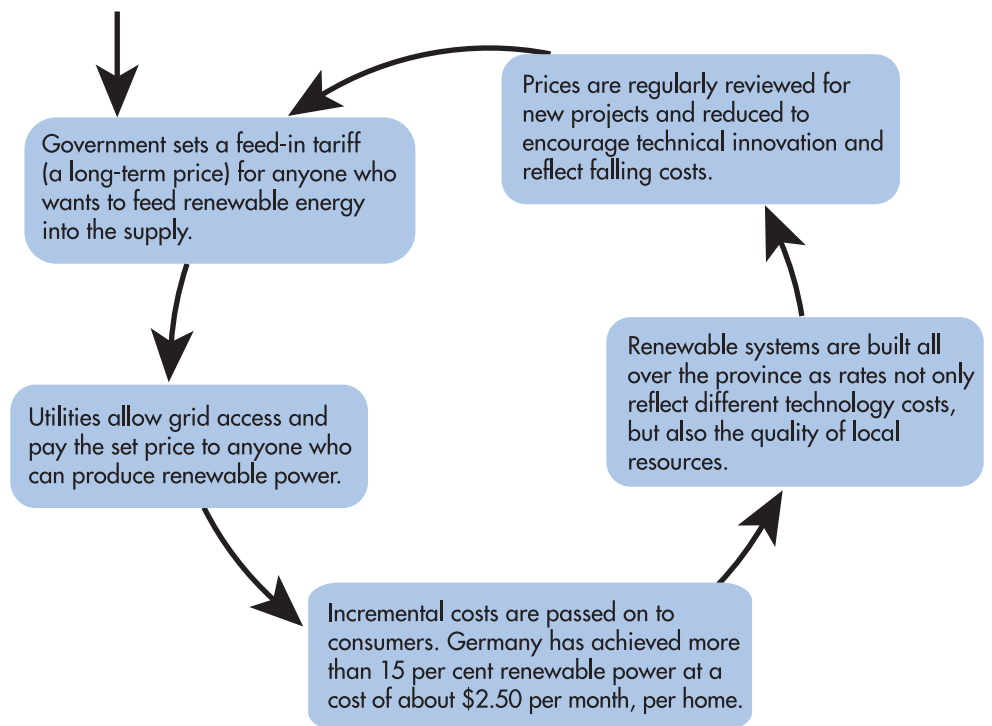 Government sets a feed-in tariff
(a long-term price) for anyone who
wants to feed renewable energy
into the supply.
Utilities allow grid access and
pay the set price to anyone who
can produce renewable power.
Incremental costs are passed on to
consumers. Germany has achieved more
than 15 per cent renewable power at a
cost of about $2.50 per month, per home.
Renewable systems are built all
over the province as rates not only
reflect different technology costs,
but also the quality of local
resources.
Prices are regularly reviewed for
new projects and reduced to
encourage technical innovation and
reflect falling costs.